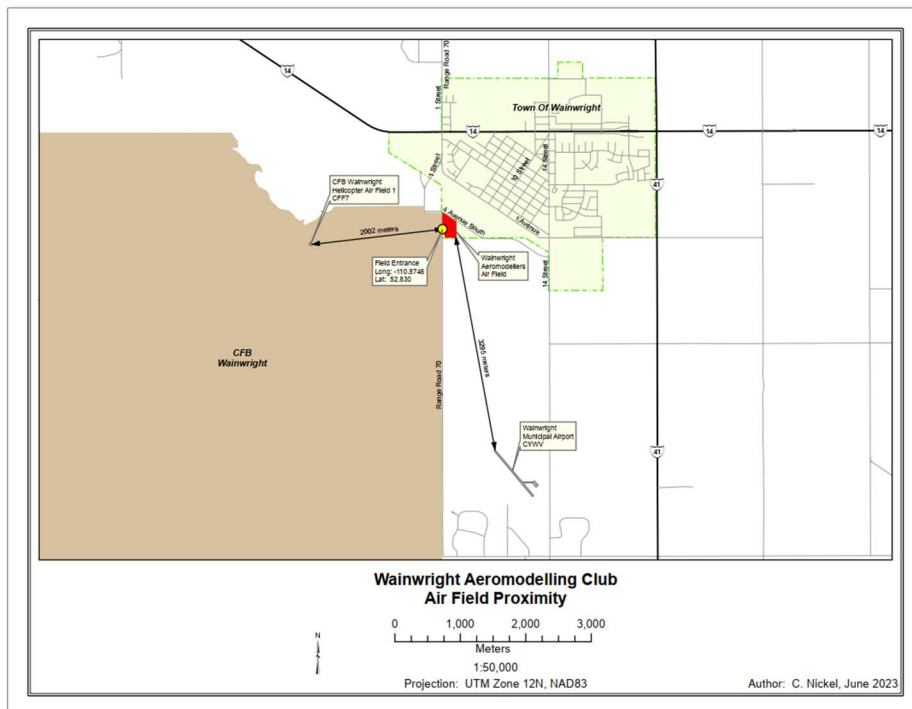 14
Range Road 70
1 Street
Town Of Wainwright
14
14
14
1 Street
10 Street
14 Street
41
CFB Wainwright
Helicopter Air Field 1
CFF7
4 Avenue South
1 Avenue
2002 meters
Field Entrance
Long: -110.8746
Lat: 52.830
Wainwright
Aeromodellers
Air Field
14 Street
3295 meters
CFB
Wainwright
Range Road 70
Wainwright
Municipal Airport
CYWV
41
Wainwright Aeromodelling Club
Air Field Proximity
0 1,000 2,000 3,000
Meters
N
1:50,000
Projection: UTM Zone 12N, NAD83
Author: C. Nickel, June 2023